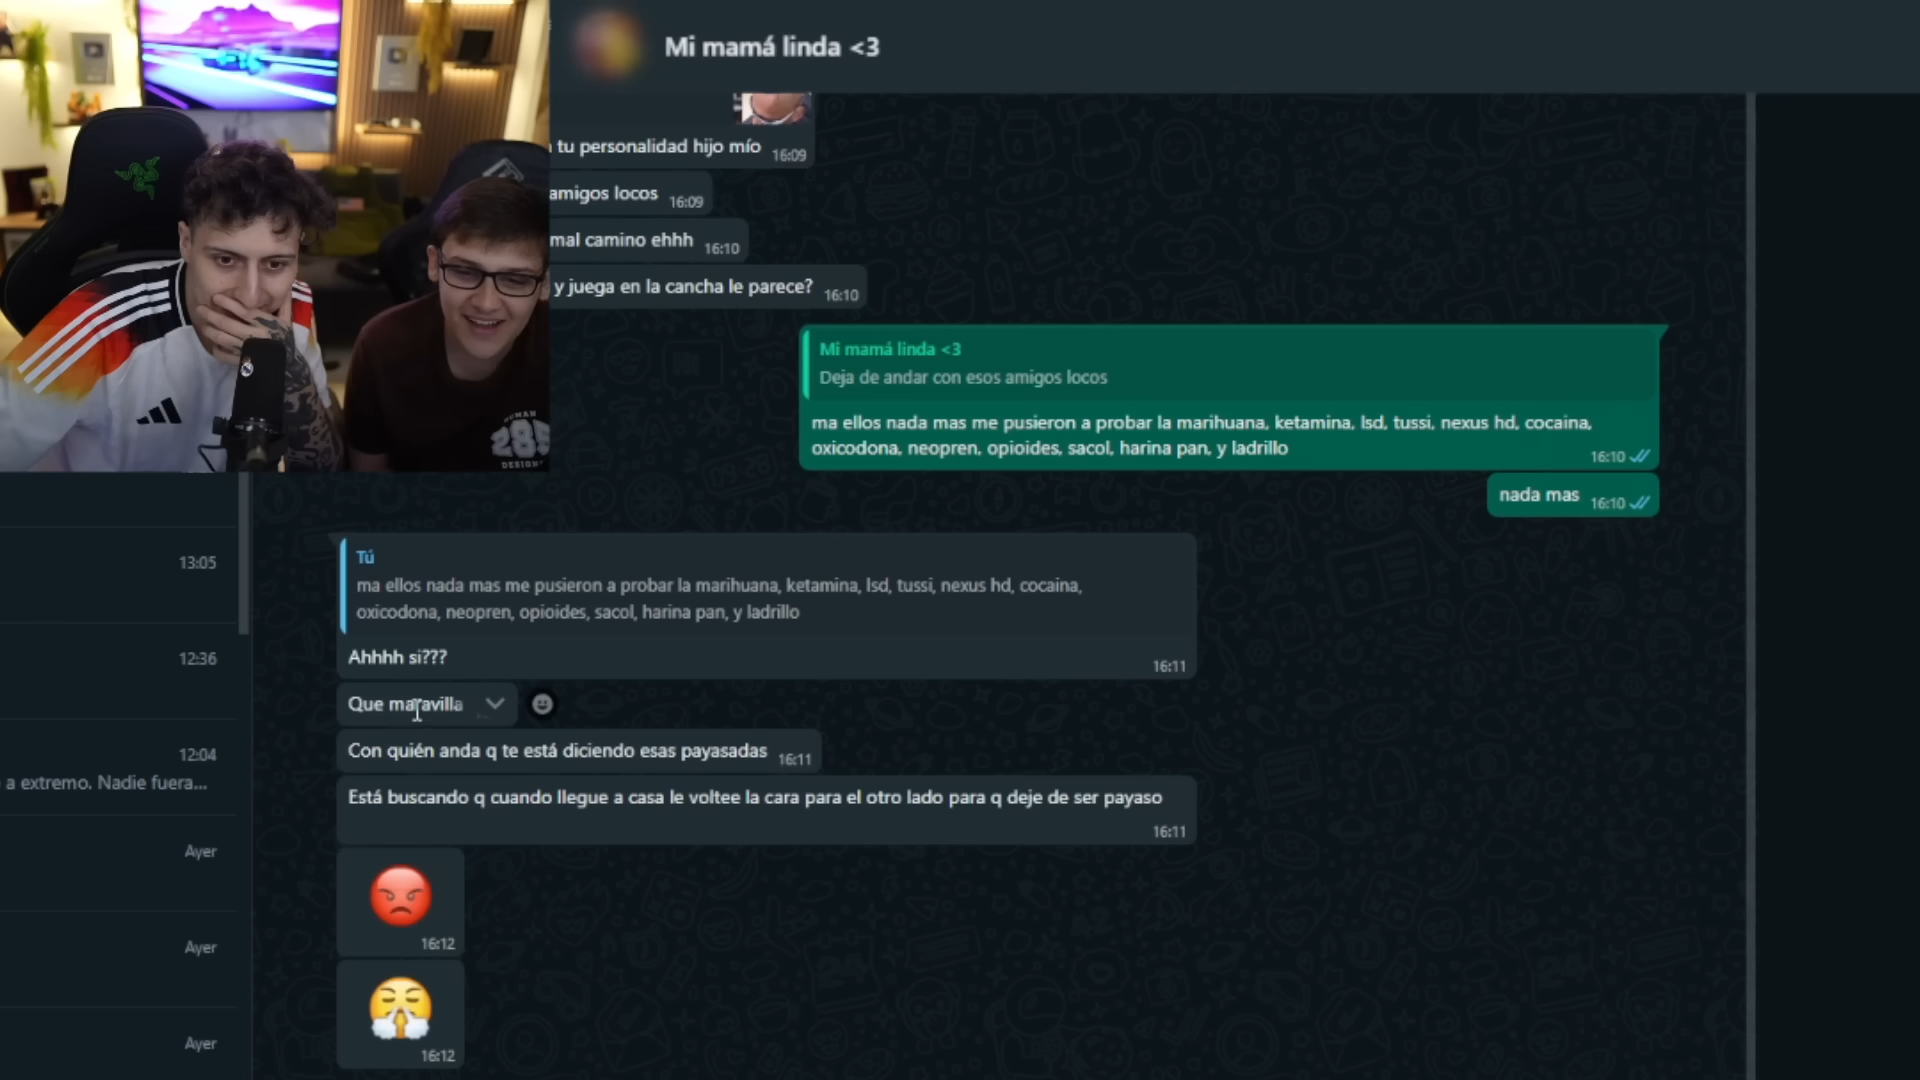 Mi mamá linda <3
tu personalidad hijo mío 16:09
amigos locos 16:09
mal camino ehhh 16:10
y juega en la cancha le parece? 16:10
Mi mamá linda <3
Deja de andar con esos amigos locos
ma ellos nada mas me pusieron a probar la marihuana, ketamina, lsd, tussi, nexus hd, cocaina,
oxicodona, neopren, opioides, sacol, harina pan, y ladrillo
16:10
nada mas 16:10
Tú
ma ellos nada mas me pusieron a probar la marihuana, ketamina, lsd, tussi, nexus hd, cocaina,
oxicodona, neopren, opioides, sacol, harina pan, y ladrillo
Ahhhh si???
16:11
Que maravilla
Con quién anda q te está diciendo esas payasadas 16:11
Está buscando q cuando llegue a casa le voltee la cara para el otro lado para q deje de ser payaso
16:11
16:12
16:12
13:05
12:36
12:04
a extremo. Nadie fuera...
Ayer
Ayer
Ayer
HUMAN
285
DESIGN